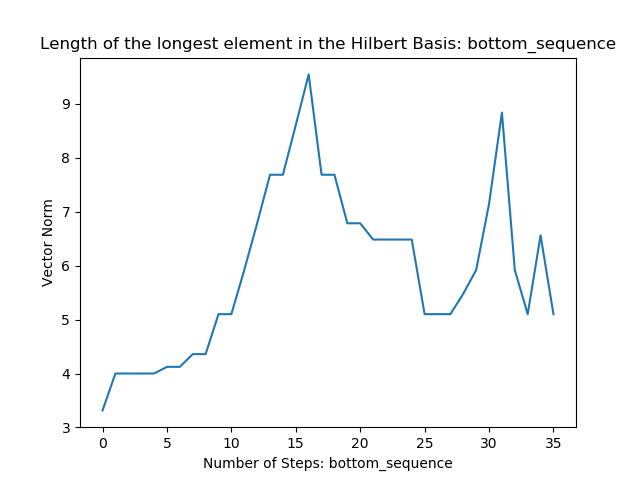 Length of the longest element in the Hilbert Basis: bottom_sequence
Vector Norm
9
8
7
6
5
4
3
0 5 10 15 20 25 30 35
Number of Steps: bottom_sequence